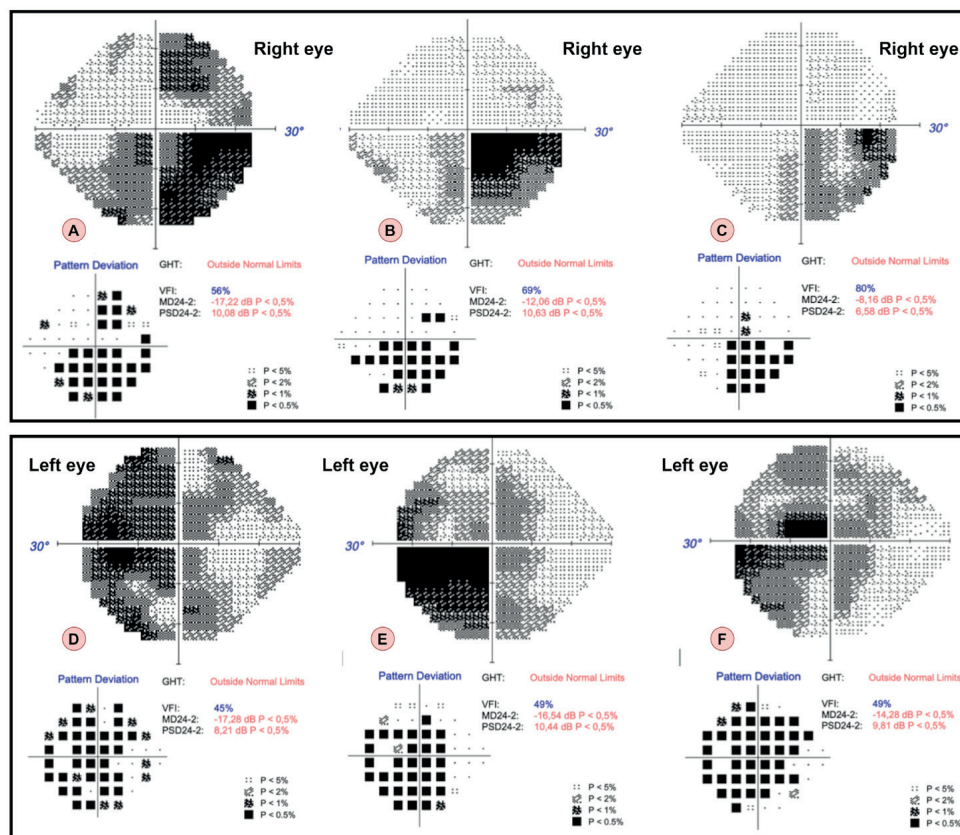 Right eye
30°
A
Pattern Deviation
GHT: Outside Normal Limits
VFI: 56%
MD24-2: -17,22 dB P < 0,5%
PSD24-2: 10,08 dB P < 0,5%
P < 5%
P < 2%
P < 1%
P < 0.5%
Right eye
30°
B
Pattern Deviation
GHT: Outside Normal Limits
VFI: 69%
MD24-2: -12,06 dB P < 0,5%
PSD24-2: 10,63 dB P < 0,5%
P < 5%
P < 2%
P < 1%
P < 0.5%
Right eye
30°
C
Pattern Deviation
GHT: Outside Normal Limits
VFI: 80%
MD24-2: -8,16 dB P < 0,5%
PSD24-2: 6,58 dB P < 0,5%
P < 5%
P < 2%
P < 1%
P < 0.5%
Left eye
30°
D
Pattern Deviation
GHT: Outside Normal Limits
VFI: 45%
MD24-2: -17,28 dB P < 0,5%
PSD24-2: 8,21 dB P < 0,5%
P < 5%
P < 2%
P < 1%
P < 0.5%
Left eye
30°
E
Pattern Deviation
GHT: Outside Normal Limits
VFI: 49%
MD24-2: -16,54 dB P < 0,5%
PSD24-2: 10,44 dB P < 0,5%
P < 5%
P < 2%
P < 1%
P < 0.5%
Left eye
30°
F
Pattern Deviation
GHT: Outside Normal Limits
VFI: 49%
MD24-2: -14,28 dB P < 0,5%
PSD24-2: 9,81 dB P < 0,5%
P < 5%
P < 2%
P < 1%
P < 0.5%